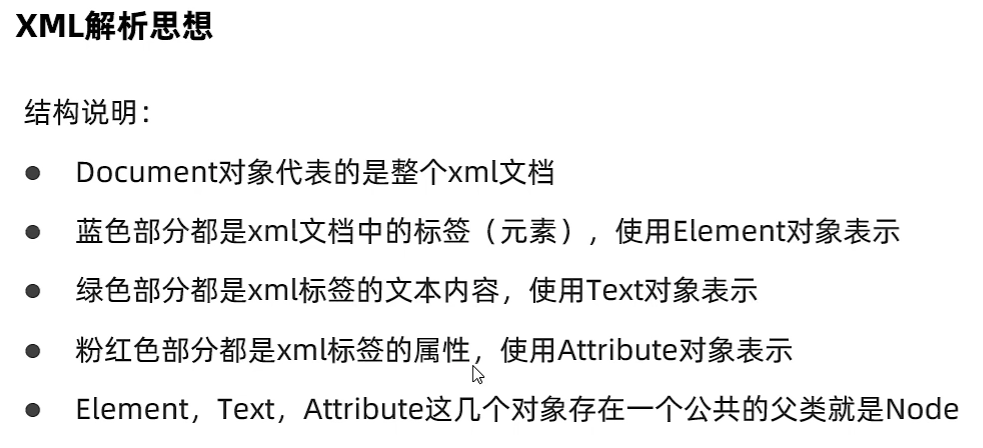 XML解析思想
结构说明：
● Document对象代表的是整个xml文档
● 蓝色部分都是xml文档中的标签（元素），使用Element对象表示
● 绿色部分都是xml标签的文本内容，使用Text对象表示
● 粉红色部分都是xml标签的属性，使用Attribute对象表示
● Element，Text，Attribute这几个对象存在一个公共的父类就是Node